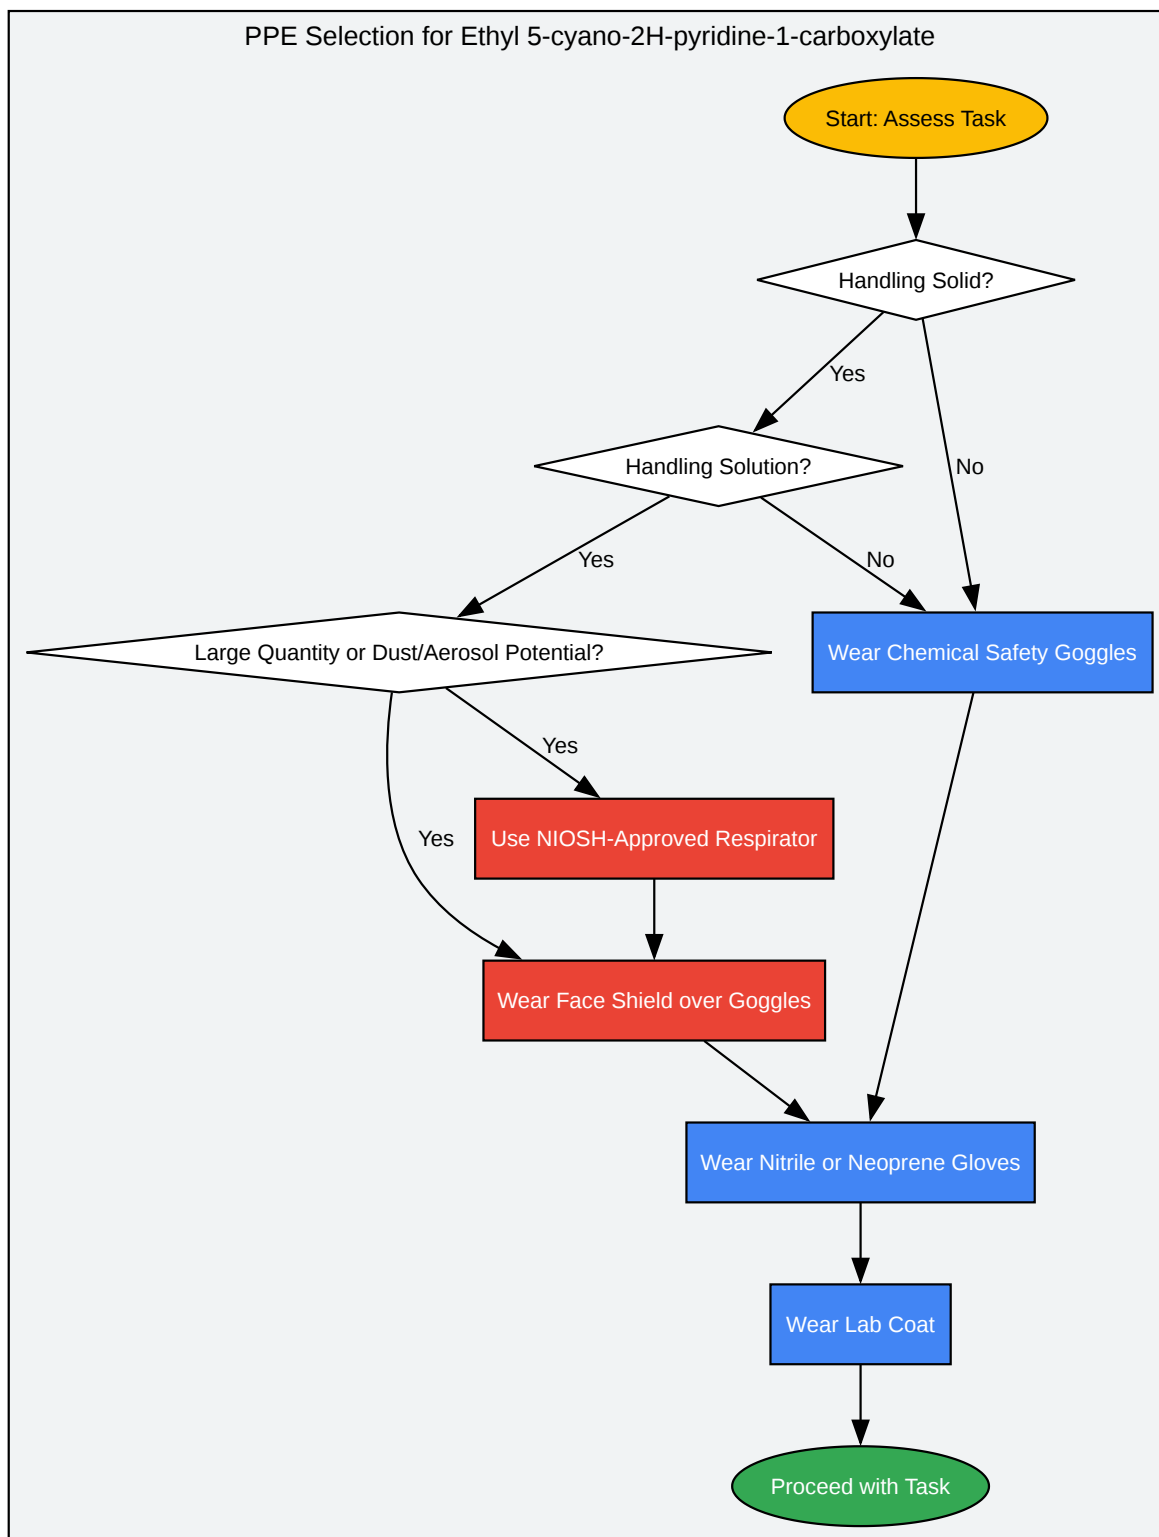 PPE Selection for Ethyl 5-cyano-2H-pyridine-1-carboxylate
Start: Assess Task
Handling Solid?
Yes
No
Handling Solution?
Yes
No
Large Quantity or Dust/Aerosol Potential?
Wear Chemical Safety Goggles
Yes
Yes
Use NIOSH-Approved Respirator
Wear Face Shield over Goggles
Wear Nitrile or Neoprene Gloves
Wear Lab Coat
Proceed with Task